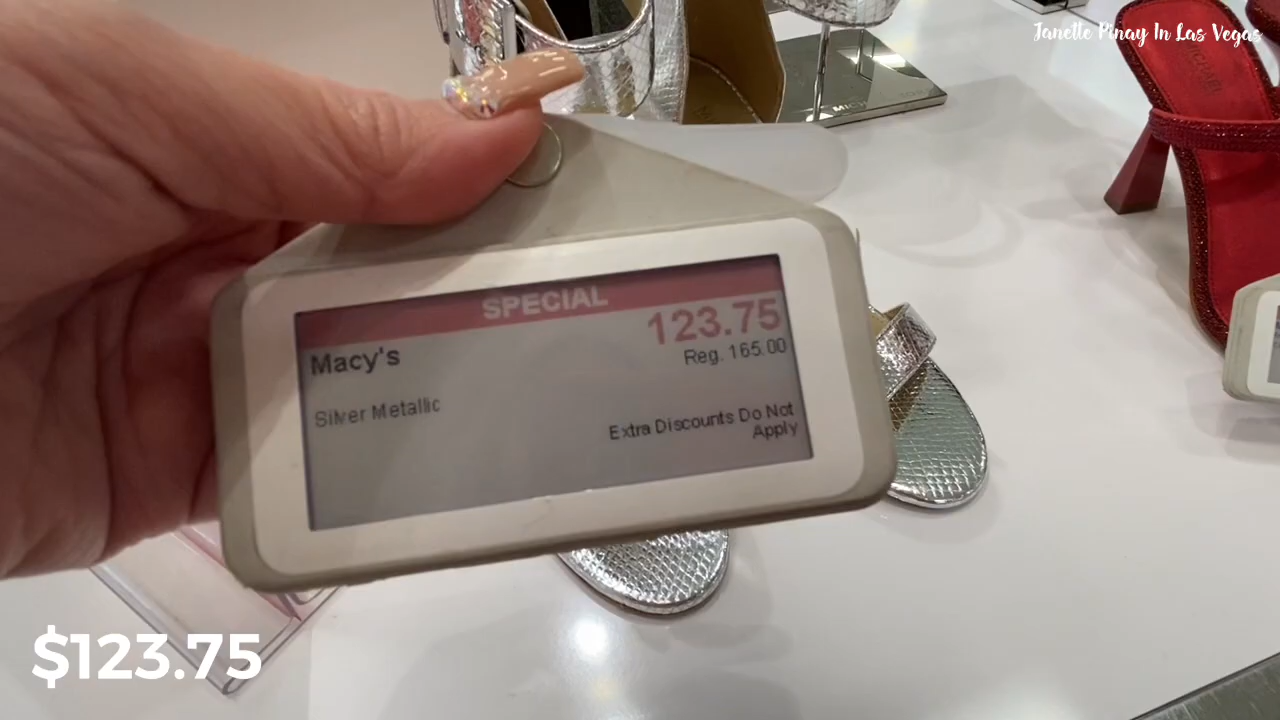 Janette Pinay In Las Vegas
SPECIAL
123.75
Macy's
Reg. 165.00
Silver Metallic
Extra Discounts Do Not
Apply
$123.75